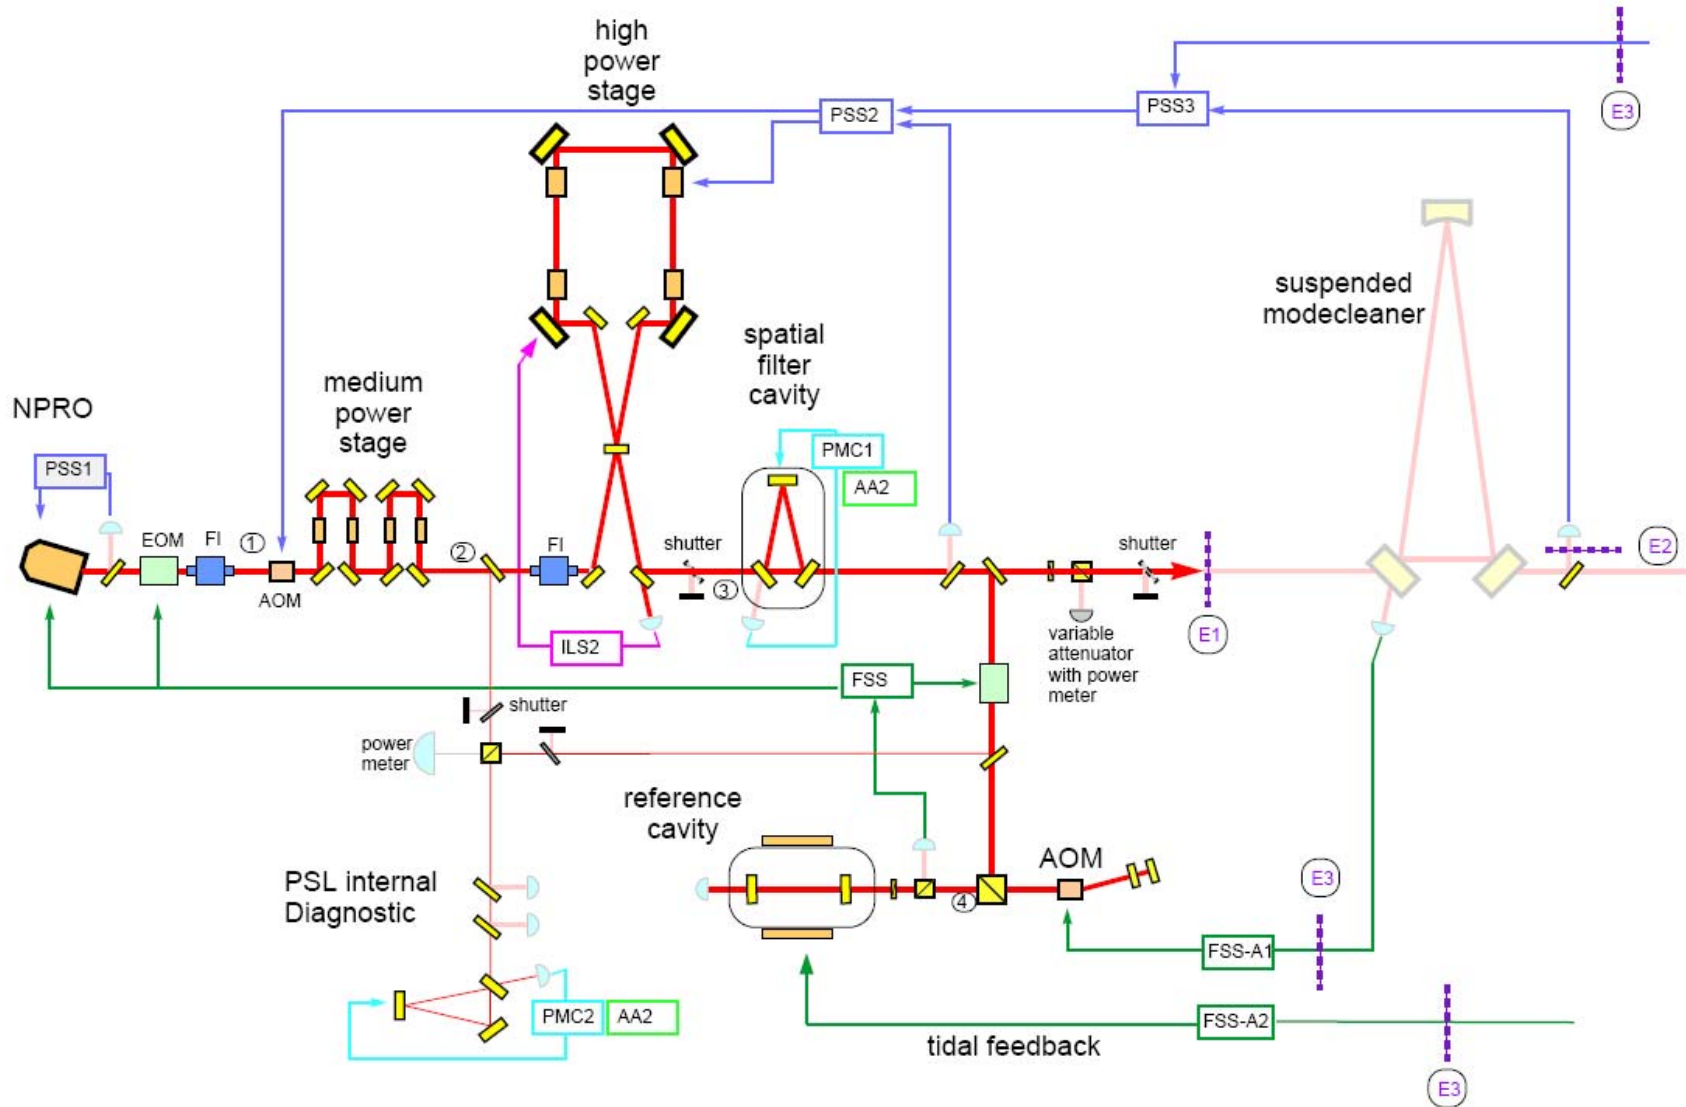 high
power
stage
E3
PSS2
PSS3
suspended
modecleaner
spatial
filter
cavity
medium
power
stage
NPRO
PSS1
PMC1
AA2
EOM
FI
1
AOM
2
FI
shutter
3
shutter
E2
E1
variable
attenuator
with power
meter
ILS2
FSS
shutter
power
meter
reference
cavity
PSL internal
Diagnostic
AOM
4
E3
FSS-A1
PMC2
AA2
FSS-A2
tidal feedback
E3